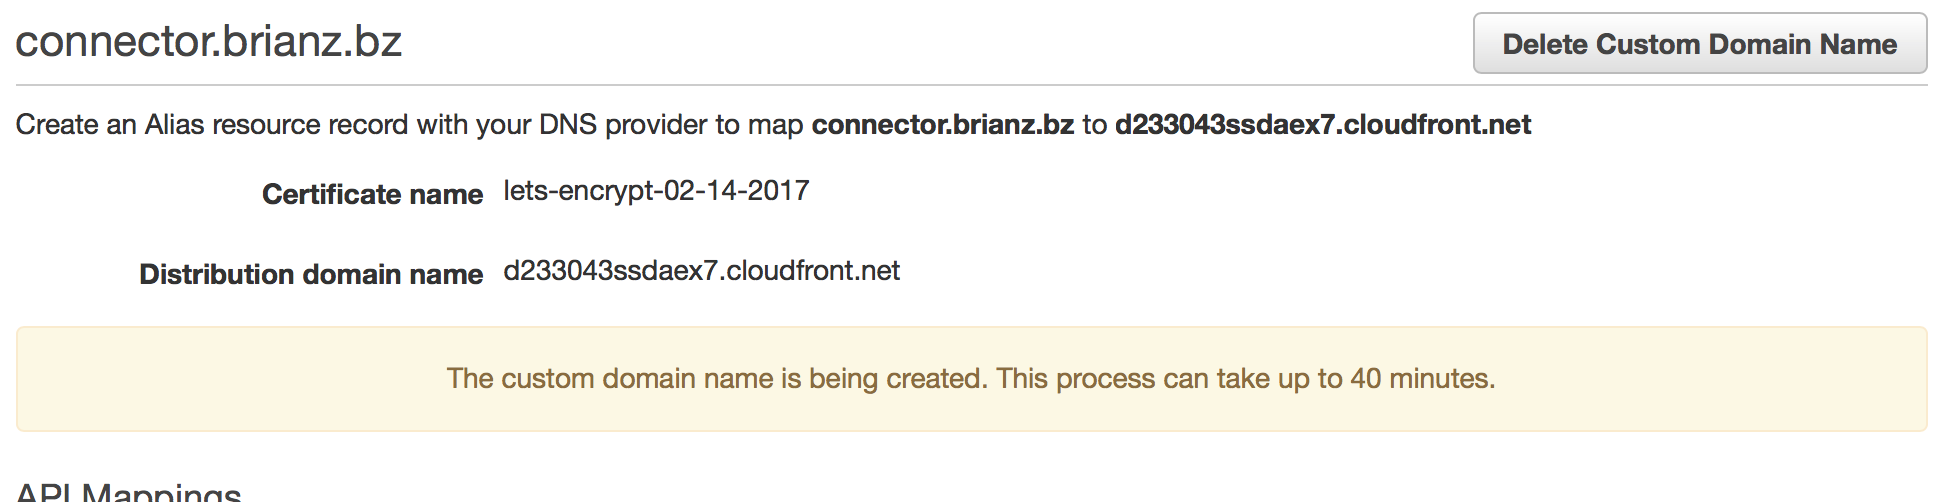 connector.brianz.bz
Delete Custom Domain Name
Create an Alias resource record with your DNS provider to map connector.brianz.bz to d233043ssdaex7.cloudfront.net
Certificate name lets-encrypt-02-14-2017
Distribution domain name d233043ssdaex7.cloudfront.net
The custom domain name is being created. This process can take up to 40 minutes.
API Mappings